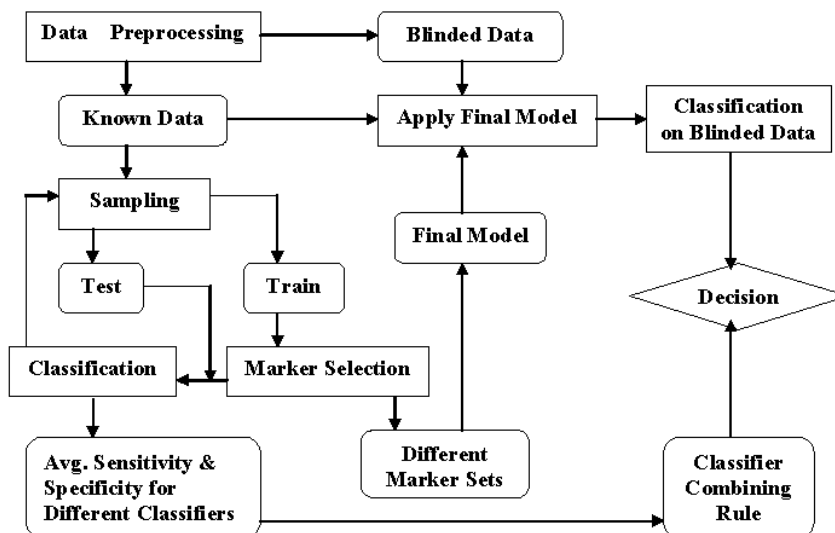 Data Preprocessing
Blinded Data
Known Data
Apply Final Model
Classification
on Blinded Data
Sampling
Final Model
Test
Train
Decision
Classification
Marker Selection
Avg. Sensitivity &
Specificity for
Different Classifiers
Different
Marker Sets
Classifier
Combining
Rule